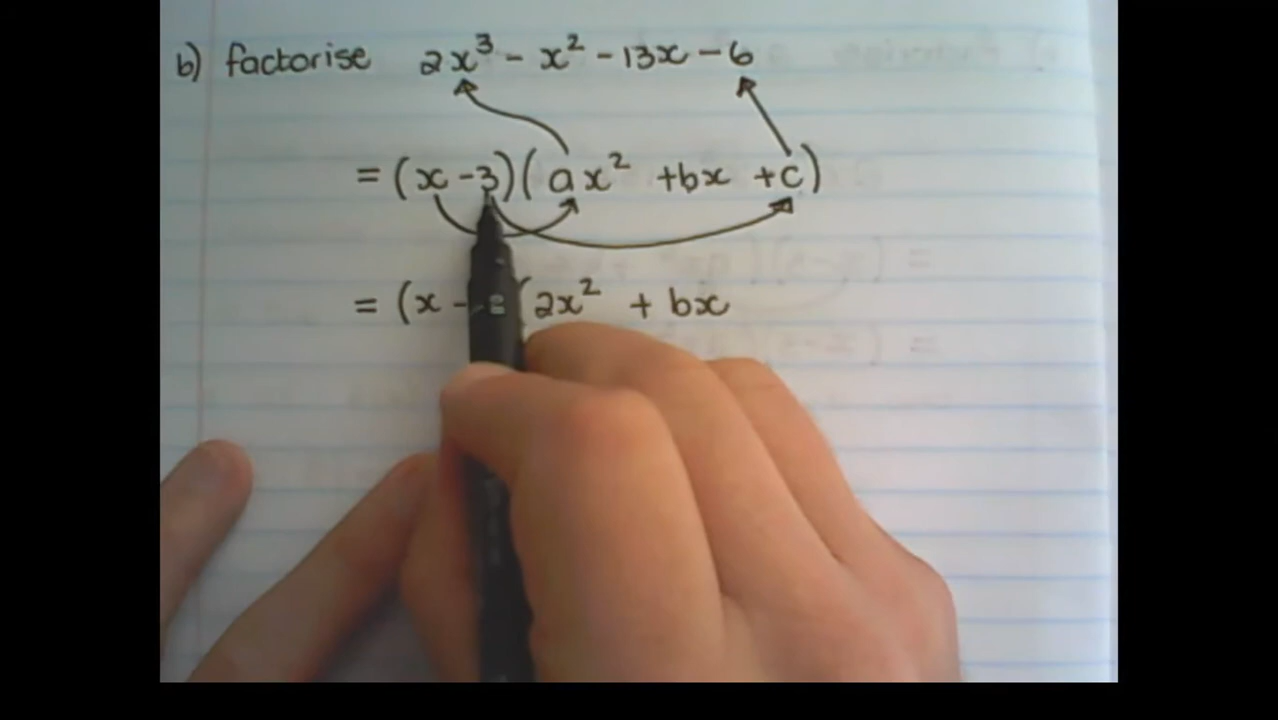 b) factorise 2x³ - x² - 13x - 6
= (x - 3)(ax² + bx + c)
= (x - (2x² + bx